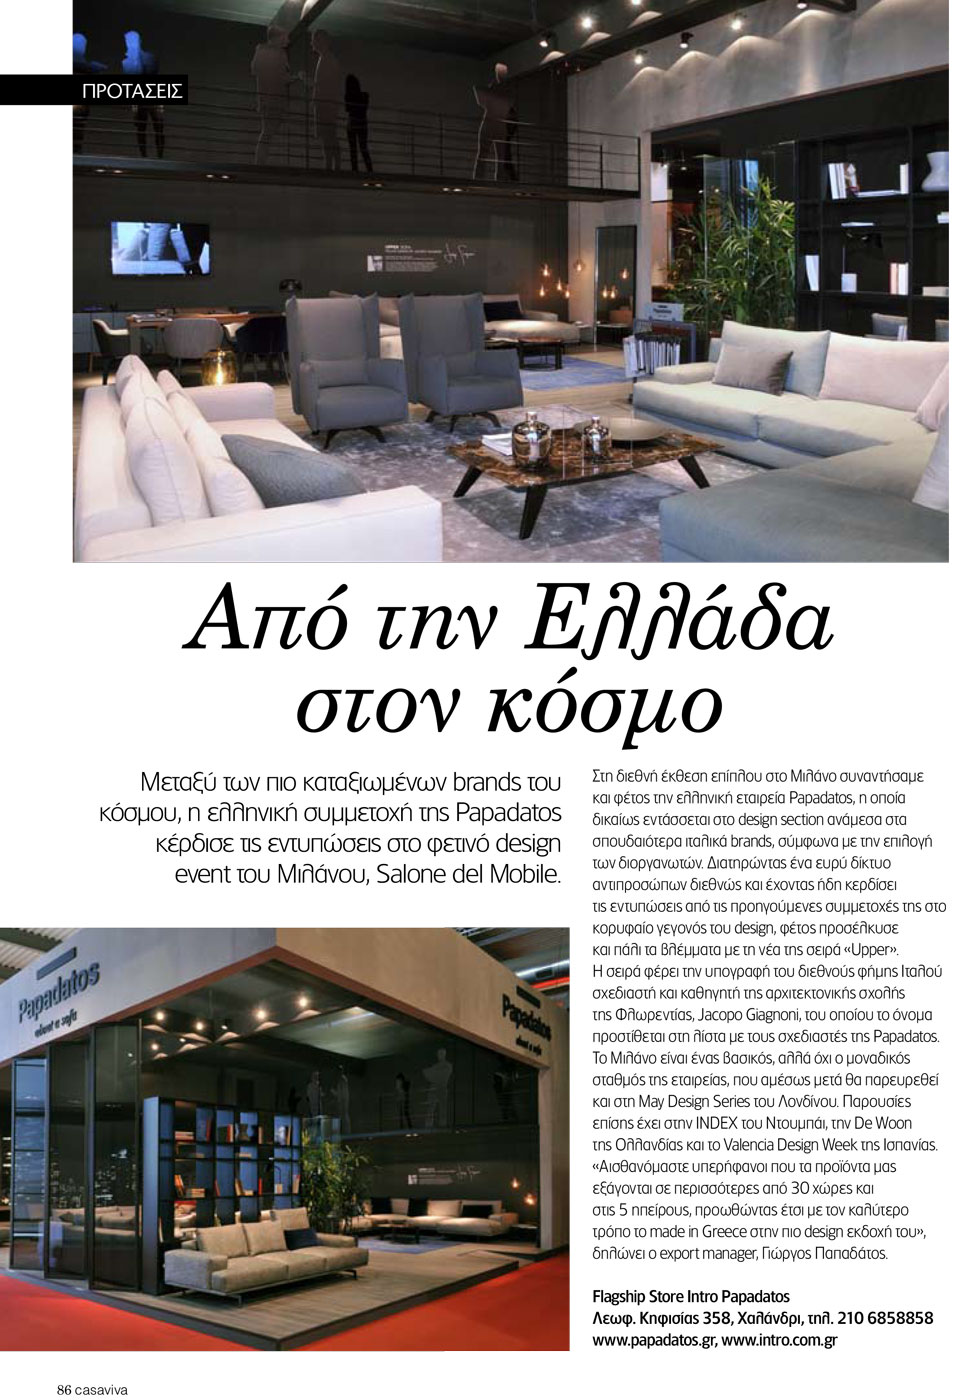 ΠΡΟΤΑΣΕΙΣ
UPPER
Από την Ελλάδα
στον κόσμο
Μεταξύ των πιο καταξιωμένων brands του
κόσμου, η ελληνική συμμετοχή της Papadatos
κέρδισε τις εντυπώσεις στο φετινό design
event του Μιλάνου, Salone del Mobile.
Papadatos
about a sofa
Papadatos
about a sofa
Στη διεθνή έκθεση επίπλου στο Μιλάνο συναντήσαμε
και φέτος την ελληνική εταιρεία Papadatos, η οποία
δικαίως εντάσσεται στο design section ανάμεσα στα
σπουδαιότερα ιταλικά brands, σύμφωνα με την επιλογή
των διοργανωτών. Διατηρώντας ένα ευρύ δίκτυο
αντιπροσώπων διεθνώς και έχοντας ήδη κερδίσει
τις εντυπώσεις από τις προηγούμενες συμμετοχές της στο
κορυφαίο γεγονός του design, φέτος προσέλκυσε
και πάλι τα βλέμματα με τη νέα της σειρά «Upper».
Η σειρά φέρει την υπογραφή του διεθνούς φήμης Ιταλού
σχεδιαστή και καθηγητή της αρχιτεκτονικής σχολής
της Φλωρεντίας, Jacopo Giagnoni, του οποίου το όνομα
προστίθεται στη λίστα με τους σχεδιαστές της Papadatos.
Το Μιλάνο είναι ένας βασικός, αλλά όχι ο μοναδικός
σταθμός της εταιρείας, που αμέσως μετά θα παρευρεθεί
και στη May Design Series του Λονδίνου. Παρουσίες
επίσης έχει στην INDEX του Ντουμπάι, την De Woon
της Ολλανδίας και το Valencia Design Week της Ισπανίας.
«Αισθανόμαστε υπερήφανοι που τα προϊόντα μας
εξάγονται σε περισσότερες από 30 χώρες και
στις 5 ηπείρους, προωθώντας έτσι με τον καλύτερο
τρόπο το made in Greece στην πιο design εκδοχή του»,
δηλώνει ο export manager, Γιώργος Παπαδάτος.
Flagship Store Intro Papadatos
Λεωφ. Κηφισίας 358, Χαλάνδρι, τηλ. 210 6858858
www.papadatos.gr, www.intro.com.gr
86 casaviva